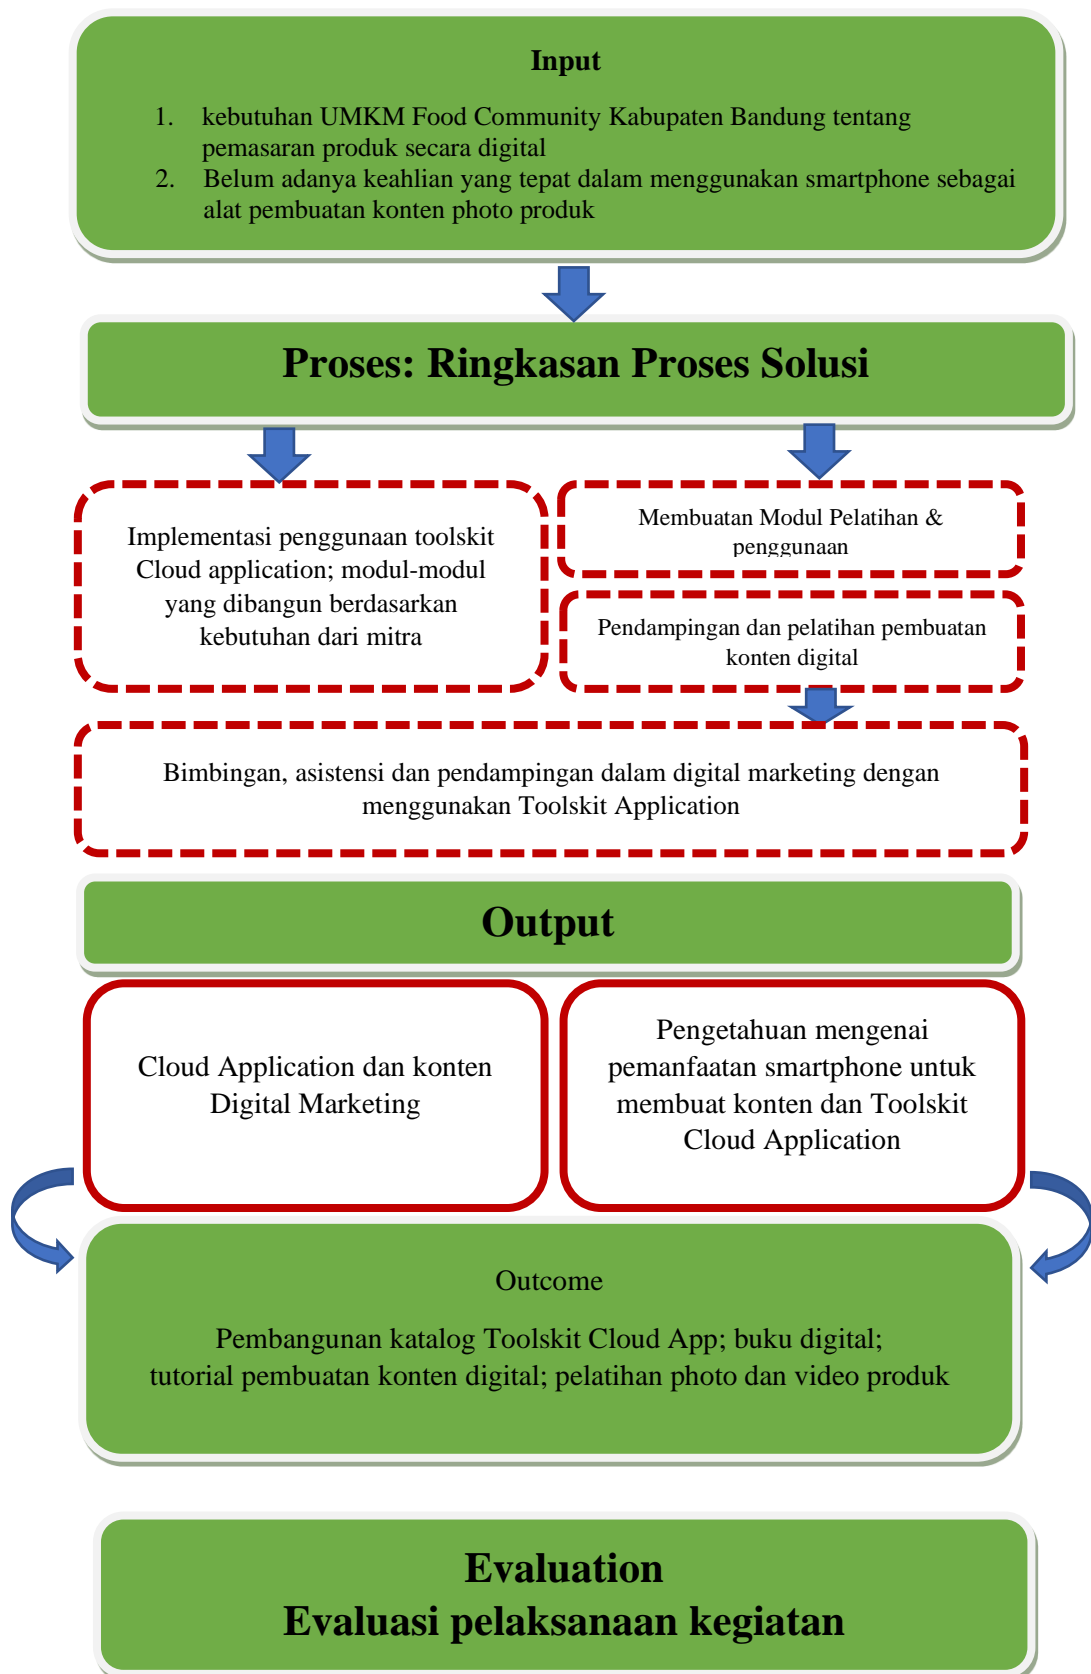 Input
1. kebutuhan UMKM Food Community Kabupaten Bandung tentang
pemasaran produk secara digital
2. Belum adanya keahlian yang tepat dalam menggunakan smartphone sebagai
alat pembuatan konten photo produk
Proses: Ringkasan Proses Solusi
Implementasi penggunaan toolskit
Cloud application; modul-modul
yang dibangun berdasarkan
kebutuhan dari mitra
Membuatan Modul Pelatihan &
penggunaan
Pendampingan dan pelatihan pembuatan
konten digital
Bimbingan, asistensi dan pendampingan dalam digital marketing dengan
menggunakan Toolskit Application
Output
Cloud Application dan konten
Digital Marketing
Pengetahuan mengenai
pemanfaatan smartphone untuk
membuat konten dan Toolskit
Cloud Application
Outcome
Pembangunan katalog Toolskit Cloud App; buku digital;
tutorial pembuatan konten digital; pelatihan photo dan video produk
Evaluation
Evaluasi pelaksanaan kegiatan